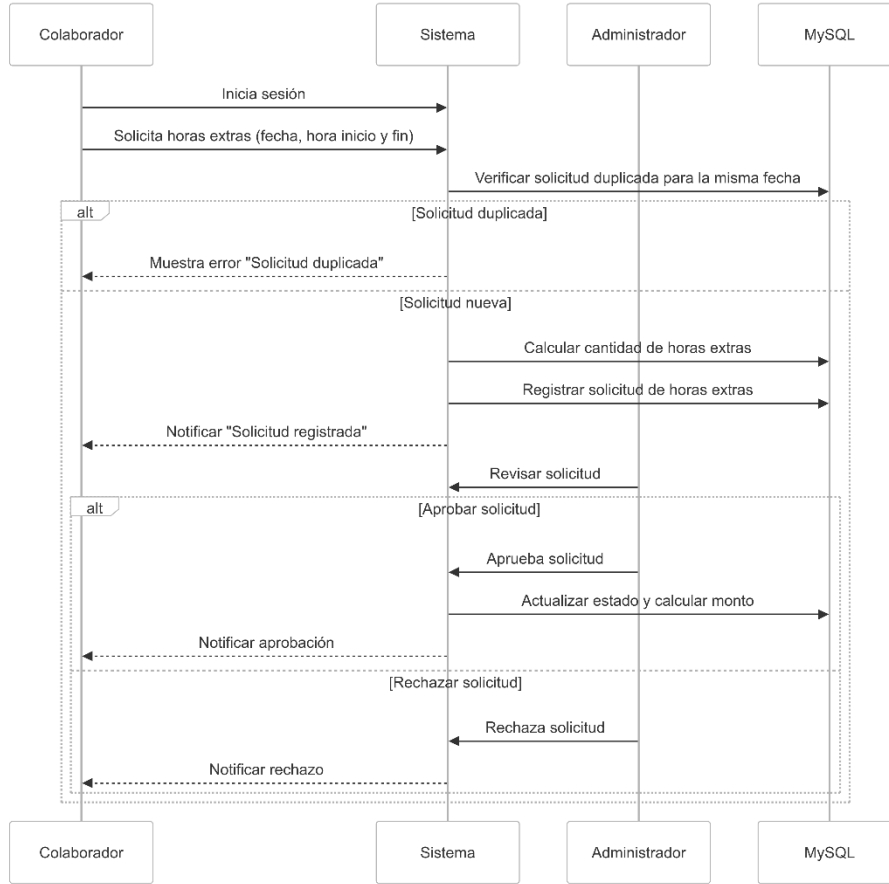 Colaborador
Sistema
Administrador
MySQL
Inicia sesión
Solicita horas extras (fecha, hora inicio y fin)
Verificar solicitud duplicada para la misma fecha
alt
[Solicitud duplicada]
Muestra error "Solicitud duplicada"
[Solicitud nueva]
Calcular cantidad de horas extras
Registrar solicitud de horas extras
Notificar "Solicitud registrada"
Revisar solicitud
alt
[Aprobar solicitud]
Aprueba solicitud
Actualizar estado y calcular monto
Notificar aprobación
[Rechazar solicitud]
Rechaza solicitud
Notificar rechazo
Colaborador
Sistema
Administrador
MySQL